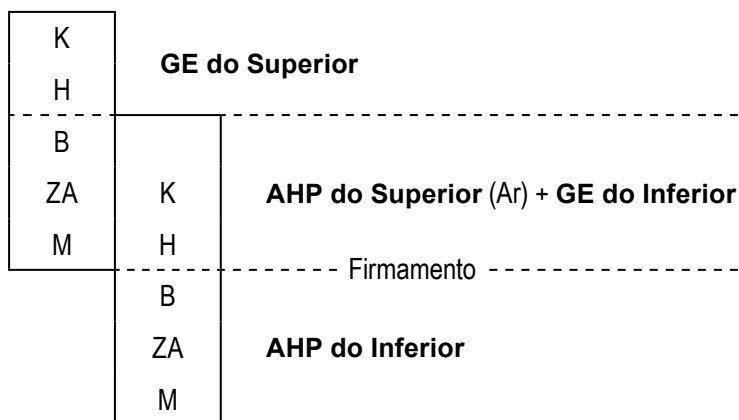 K
GE do Superior
H
B
ZA K AHP do Superior (Ar) + GE do Inferior
M H
Firmamento
B
ZA AHP do Inferior
M